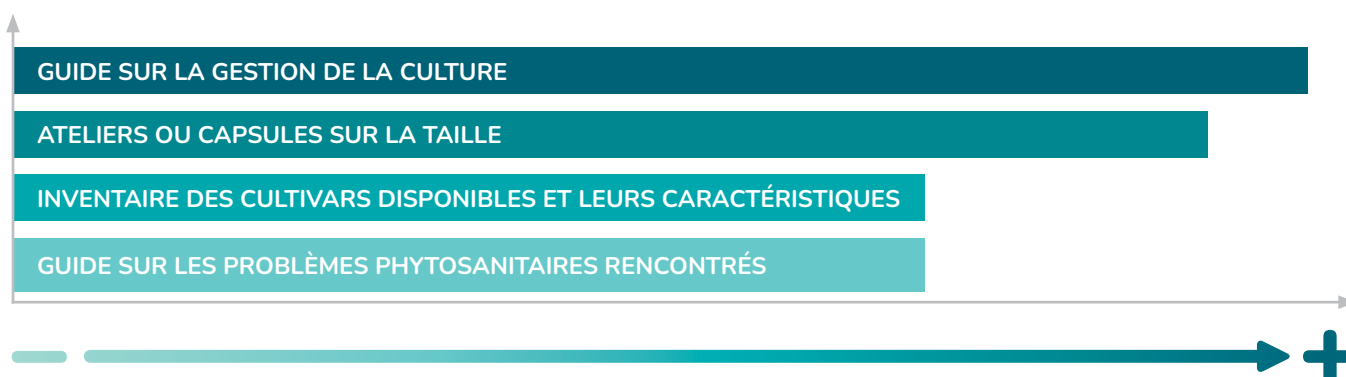 GUIDE SUR LA GESTION DE LA CULTURE
ATELIERS OU CAPSULES SUR LA TAILLE
INVENTAIRE DES CULTIVARS DISPONIBLES ET LEURS CARACTÉRISTIQUES
GUIDE SUR LES PROBLÈMES PHYTOSANITAIRES RENCONTRÉS